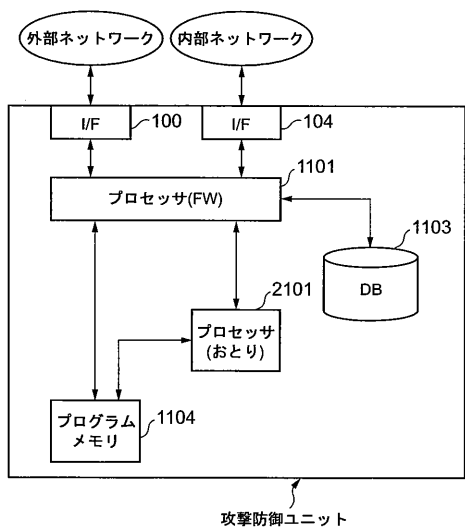 外部ネットワーク
内部ネットワーク
I/F
100
I/F
104
1101
プロセッサ(FW)
1103
DB
2101
プロセッサ
(おとり)
プログラム
メモリ
1104
攻撃防御ユニット